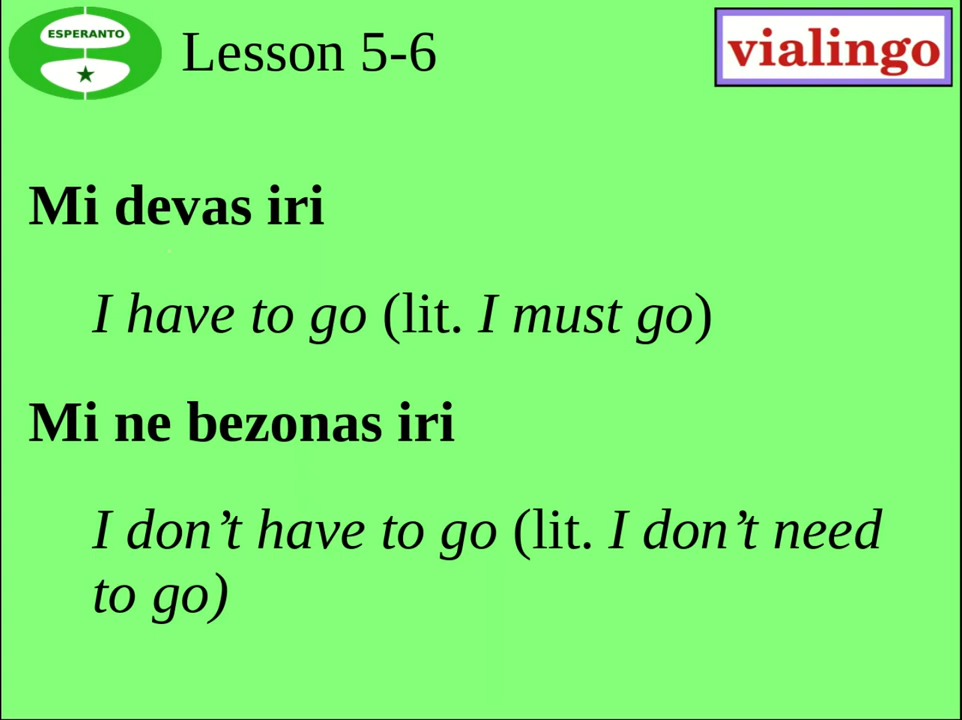 ESPERANTO
Lesson 5-6
vialingo
Mi devas iri
I have to go (lit. I must go)
Mi ne bezonas iri
I don’t have to go (lit. I don’t need
to go)